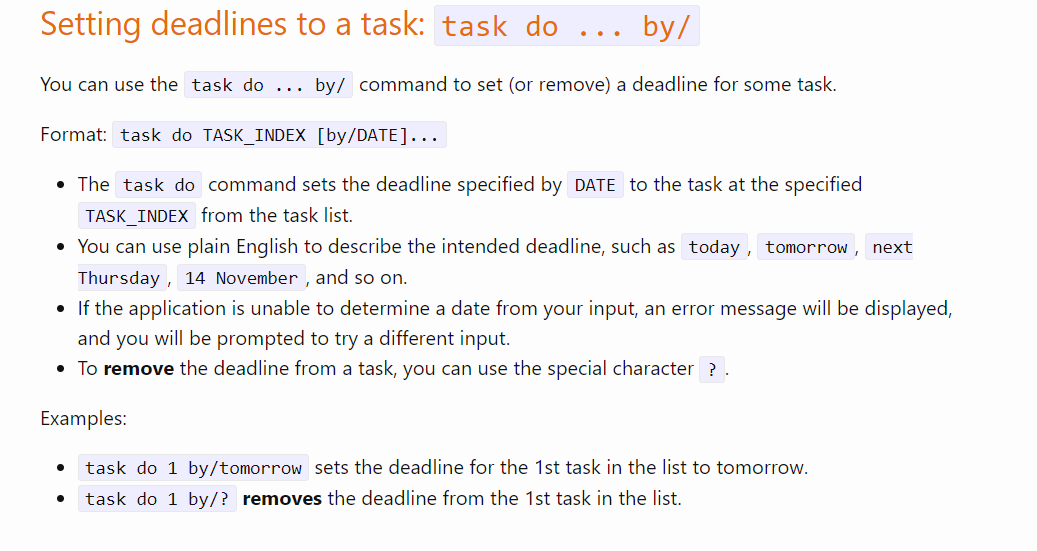 Setting deadlines to a task: task do ... by/
You can use the task do ... by/ command to set (or remove) a deadline for some task.
Format: task do TASK_INDEX [by/DATE]...
• The task do command sets the deadline specified by DATE to the task at the specified
TASK_INDEX from the task list.
• You can use plain English to describe the intended deadline, such as today, tomorrow, next
Thursday, 14 November, and so on.
• If the application is unable to determine a date from your input, an error message will be displayed,
and you will be prompted to try a different input.
• To remove the deadline from a task, you can use the special character ?.
Examples:
• task do 1 by/tomorrow sets the deadline for the 1st task in the list to tomorrow.
• task do 1 by/? removes the deadline from the 1st task in the list.